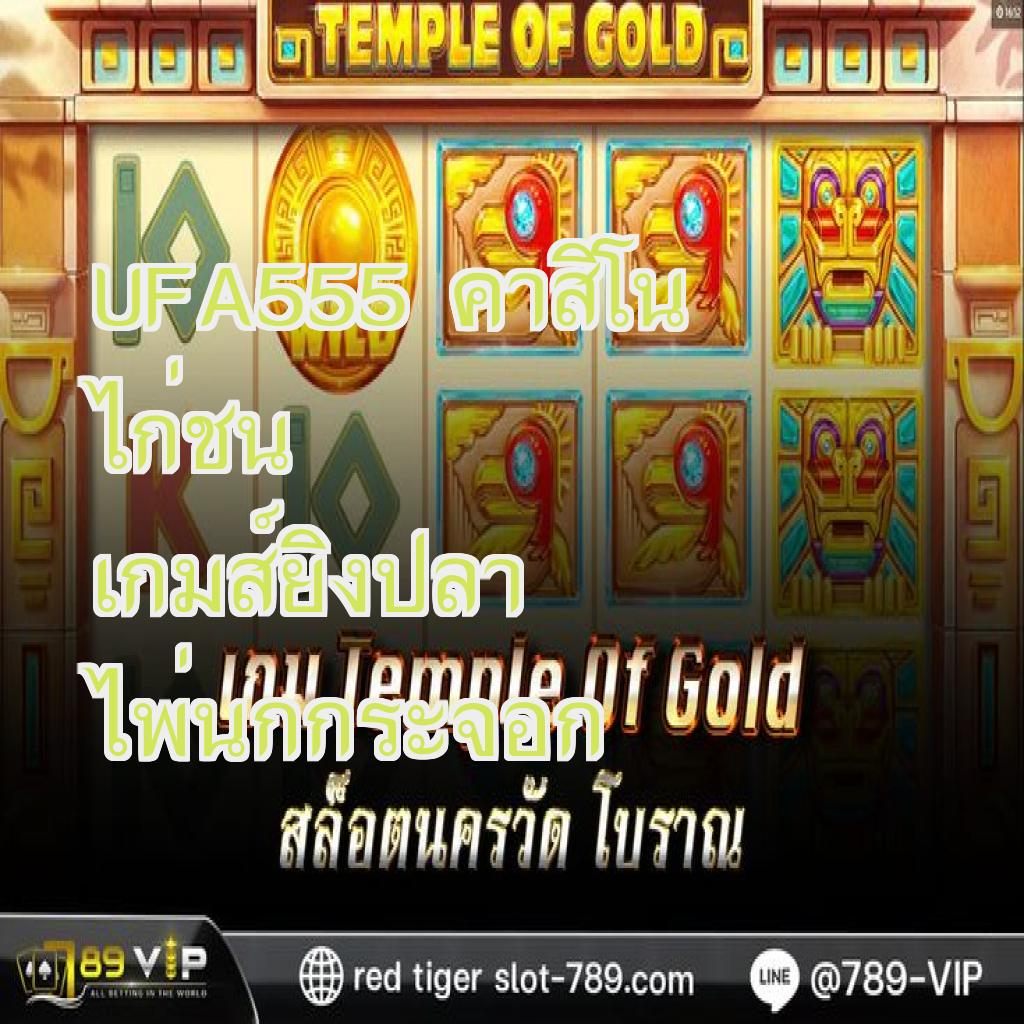 TEMPLE OF GOLD
WILD
UFA555 คาสิโน
ไก่ชน
K
เกมส์ยิงปลา
เกม Temple Of Gold
ไพ่นกกระจอก
สล็อตนครวัด โบราณ
789 VIP
ALL BETTING IN THE WORLD
red tiger slot-789.com
LINE @789-VIP